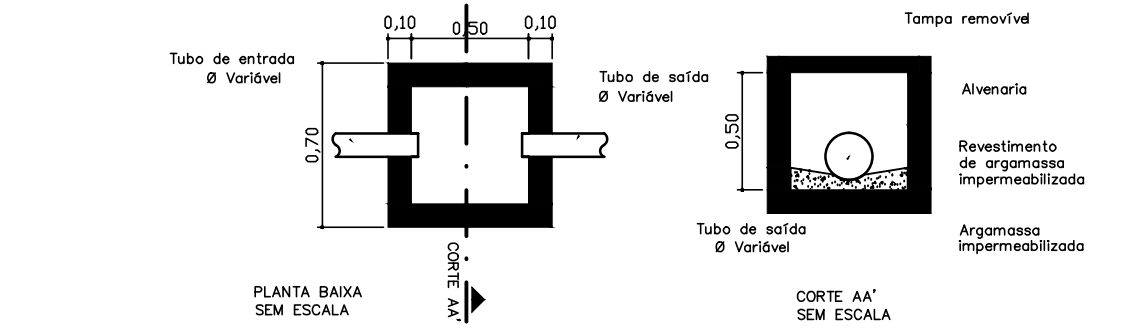 0,10
0,50
0,10
Tubo de entrada
Ø Variável
0,70
Tubo de saída
Ø Variável
CORTE AA'
PLANTA BAIXA
SEM ESCALA
Tampa removível
0,50
Alvenaria
Revestimento
de argamassa
impermeabilizada
Tubo de saída
Ø Variável
Argamassa
impermeabilizada
CORTE AA'
SEM ESCALA